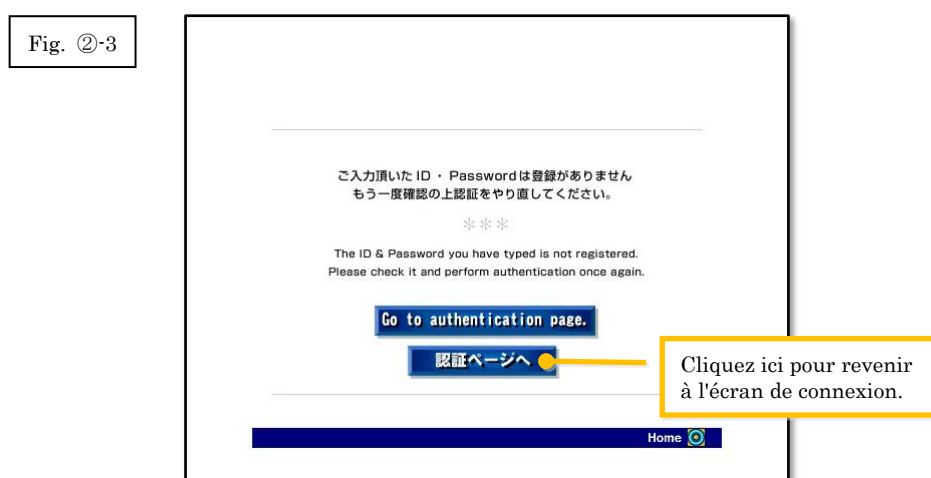 Fig. ②-3
ご入力頂いた ID ・ Passwordは登録がありません
もう一度確認の上認証をやり直してください。
＊＊＊
The ID & Password you have typed is not registered.
Please check it and perform authentication once again.
Go to authentication page.
認証ページへ
Cliquez ici pour revenir
à l'écran de connexion.
Home